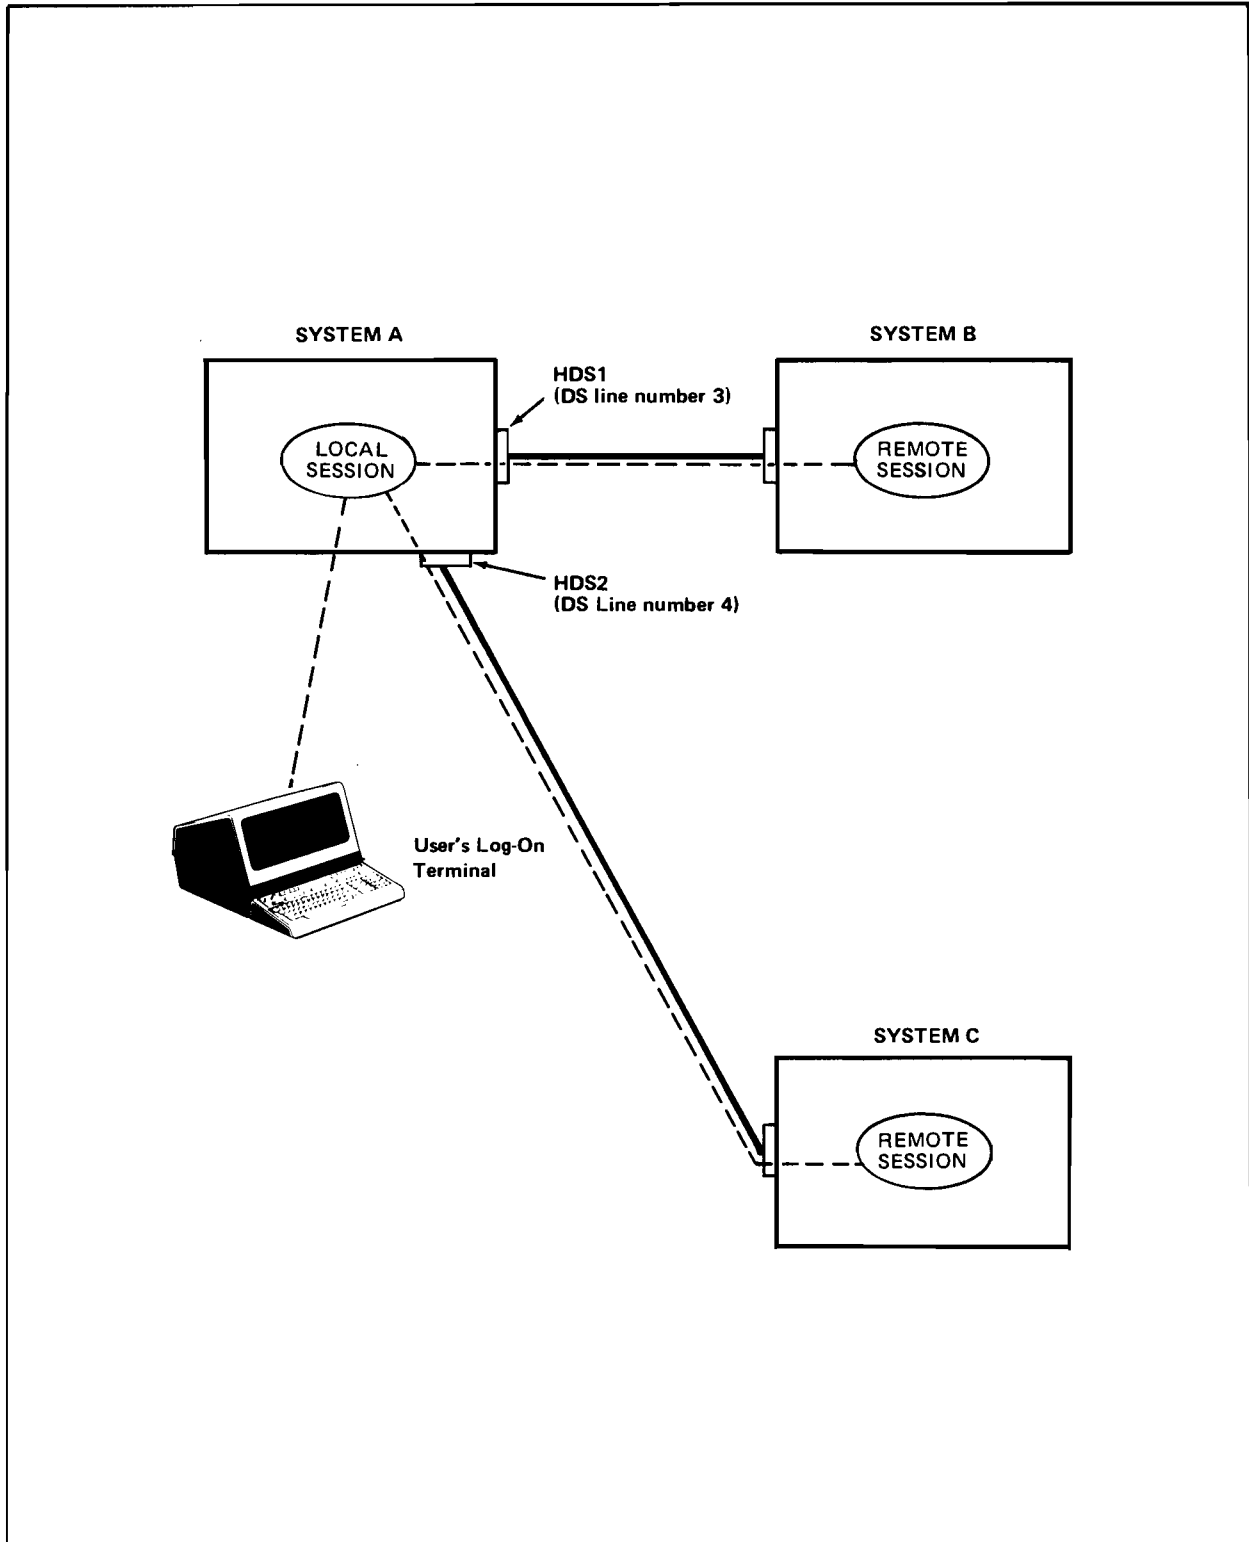 SYSTEM A
SYSTEM B
HDS1
(DS line number 3)
LOCAL
SESSION
REMOTE
SESSION
HDS2
(DS Line number 4)
User's Log-On
Terminal
SYSTEM C
REMOTE
SESSION